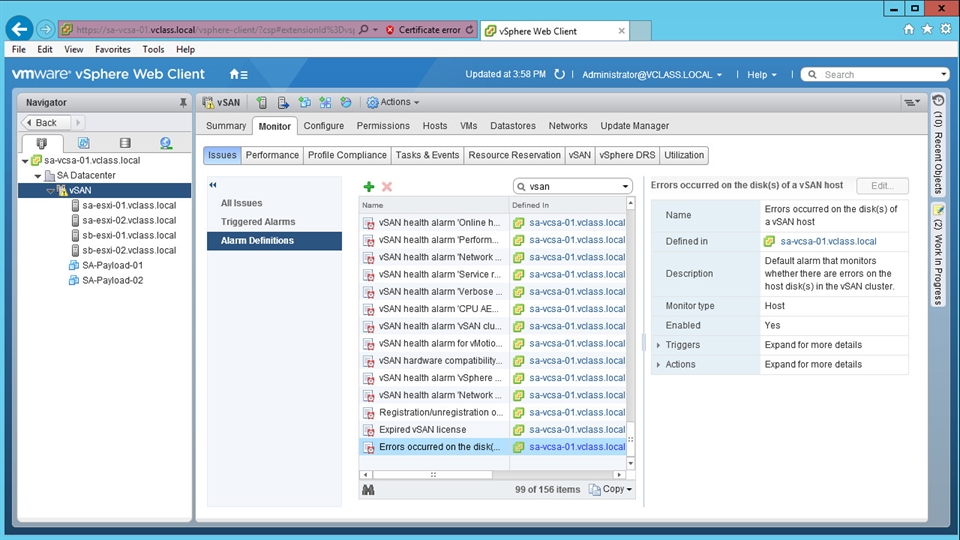 https://sa-vcsa-01.vclass.local/vsphere-client/?csp#extensionId%3Dvsp
Certificate error
vSphere Web Client
File Edit View Favorites Tools Help
vmware® vSphere Web Client
Updated at 3:58 PM
Administrator@VCLASS.LOCAL
Help
Search
Navigator
Back
sa-vcsa-01.vclass.local
SA Datacenter
vSAN
sa-esxi-01.vclass.local
sa-esxi-02.vclass.local
sb-esxi-01.vclass.local
sb-esxi-02.vclass.local
SA-Payload-01
SA-Payload-02
vSAN
Actions
Summary Monitor Configure Permissions Hosts VMs Datastores Networks Update Manager
Issues Performance Profile Compliance Tasks & Events Resource Reservation vSAN vSphere DRS Utilization
All Issues
Triggered Alarms
Alarm Definitions
vsan
Name Defined In
vSAN health alarm 'Online h... sa-vcsa-01.vclass.local
vSAN health alarm 'Perform... sa-vcsa-01.vclass.local
vSAN health alarm 'Network ... sa-vcsa-01.vclass.local
vSAN health alarm 'Service r... sa-vcsa-01.vclass.local
vSAN health alarm 'Verbose ... sa-vcsa-01.vclass.local
vSAN health alarm 'CPU AE... sa-vcsa-01.vclass.local
vSAN health alarm 'vSAN clu... sa-vcsa-01.vclass.local
vSAN health alarm for vMotio... sa-vcsa-01.vclass.local
vSAN hardware compatibility... sa-vcsa-01.vclass.local
vSAN health alarm 'vSphere ... sa-vcsa-01.vclass.local
vSAN health alarm 'Network ... sa-vcsa-01.vclass.local
Registration/unregistration o... sa-vcsa-01.vclass.local
Expired vSAN license sa-vcsa-01.vclass.local
Errors occurred on the disk(... sa-vcsa-01.vclass.local
99 of 156 items
Copy
Errors occurred on the disk(s) of a vSAN host
Edit...
Name Errors occurred on the disk(s) of
a vSAN host
Defined in sa-vcsa-01.vclass.local
Description Default alarm that monitors
whether there are errors on the
host disk(s) in the vSAN cluster.
Monitor type Host
Enabled Yes
Triggers Expand for more details
Actions Expand for more details
(10) Recent Objects
(2) Work In Progress